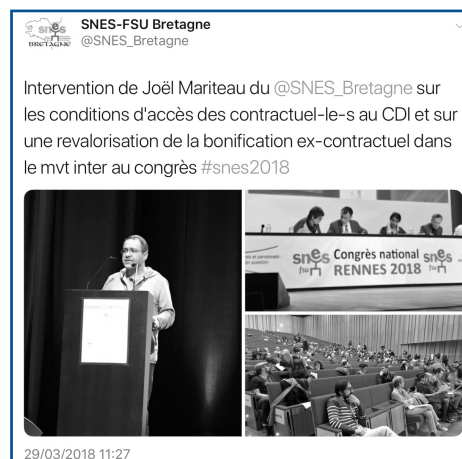 snes
BRETAGNE
SNES-FSU Bretagne
@SNES_Bretagne
Intervention de Joël Mariteau du @SNES_Bretagne sur
les conditions d'accès des contractuel-le-s au CDI et sur
une revalorisation de la bonification ex-contractuel dans
le mvt inter au congrès #snes2018
snes
fsu
Congrès national
RENNES 2018
snes
fsu
29/03/2018 11:27